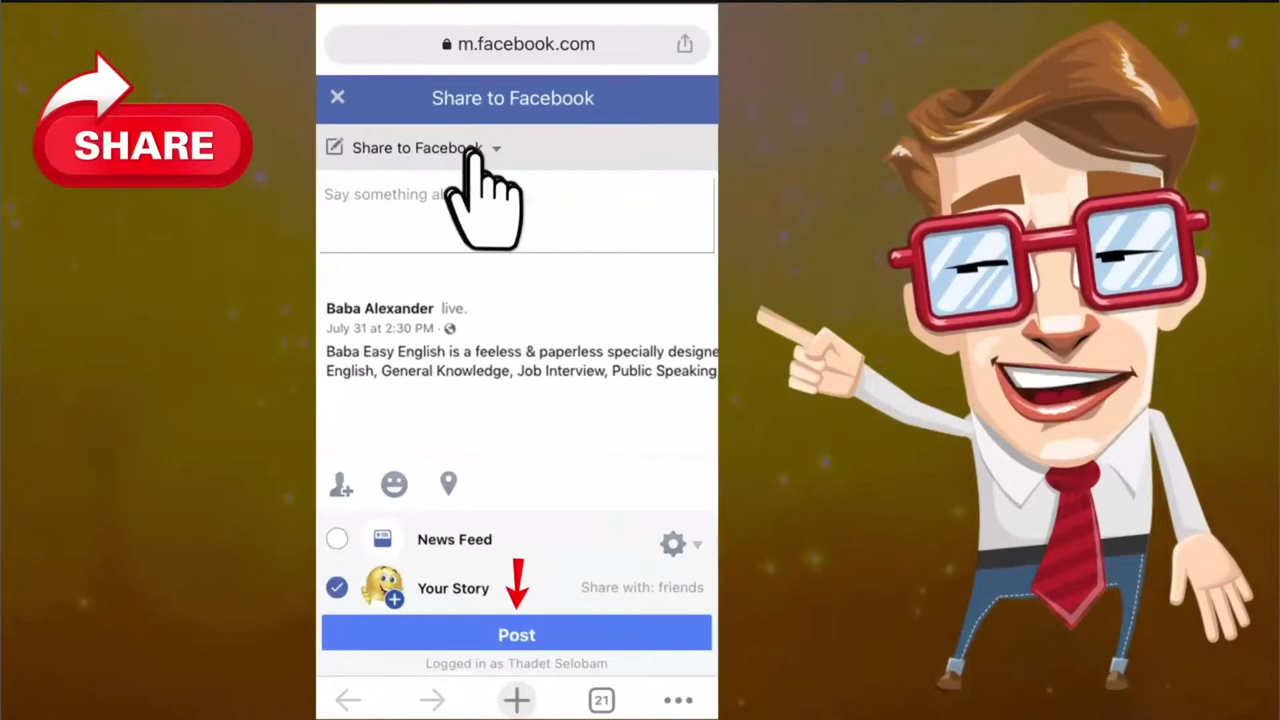 SHARE
m.facebook.com
Share to Facebook
Share to Facebook
Say something
Baba Alexander live.
July 31 at 2:30 PM ·
Baba Easy English is a feeless & paperless specially designe
English, General Knowledge, Job Interview, Public Speaking,
News Feed
Your Story Share with: friends
Post
Logged in as Thadet Selobam
21